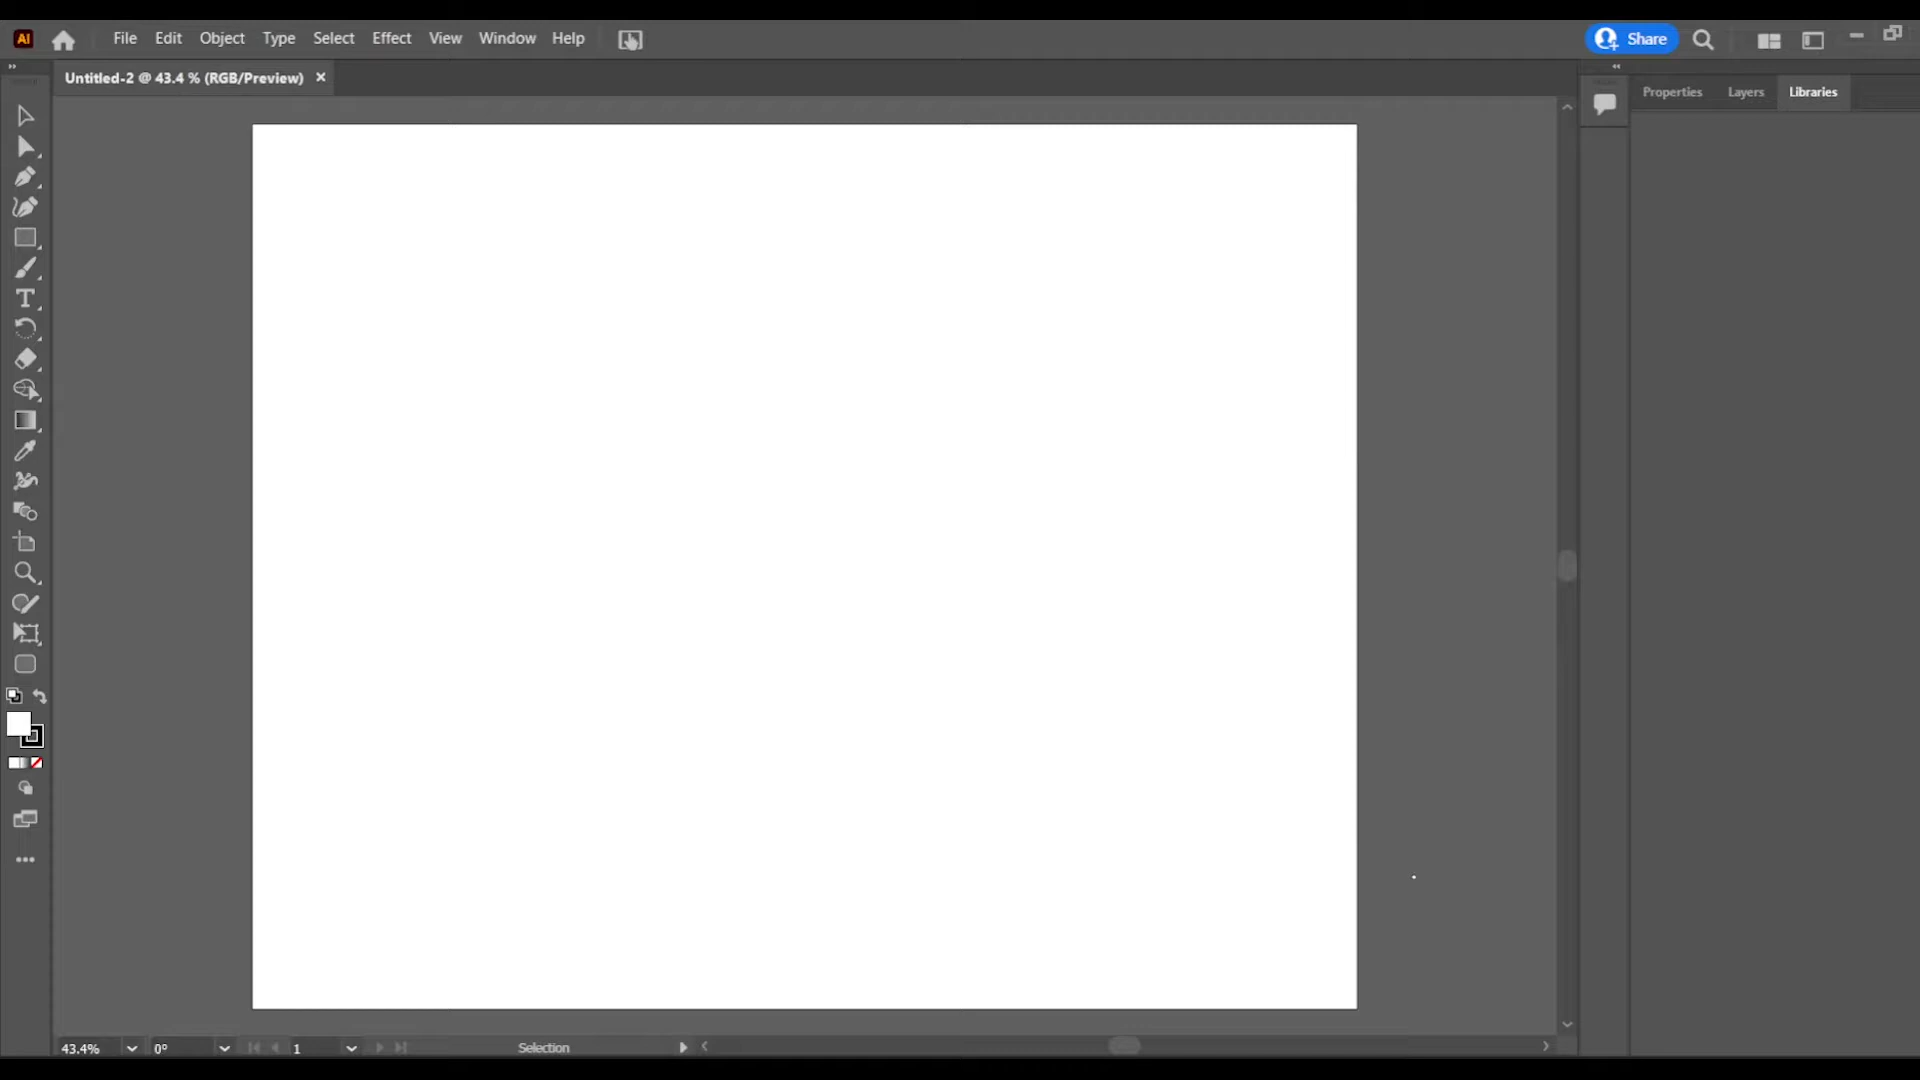 Ai File Edit Object Type Select Effect View Window Help Share
Untitled-2 @ 43.4 % (RGB/Preview) ×
Properties Layers Libraries
43.4% 0° 1 Selection